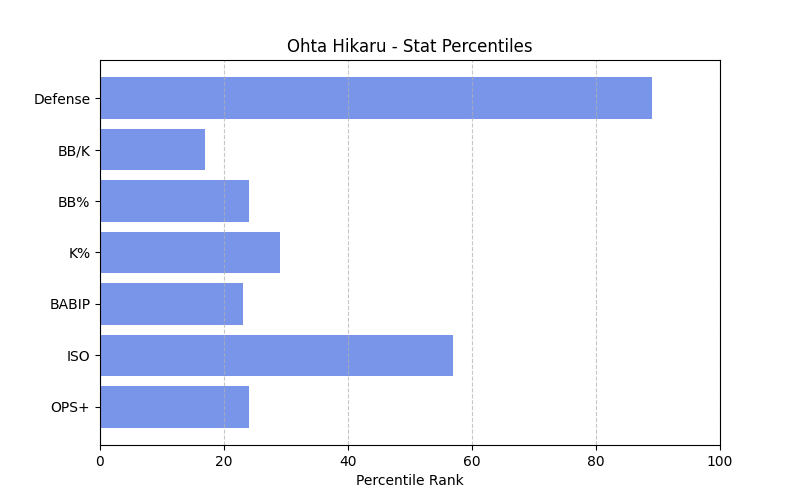 Ohta Hikaru - Stat Percentiles
Defense
BB/K
BB%
K%
BABIP
ISO
OPS+
0 20 40 60 80 100
Percentile Rank